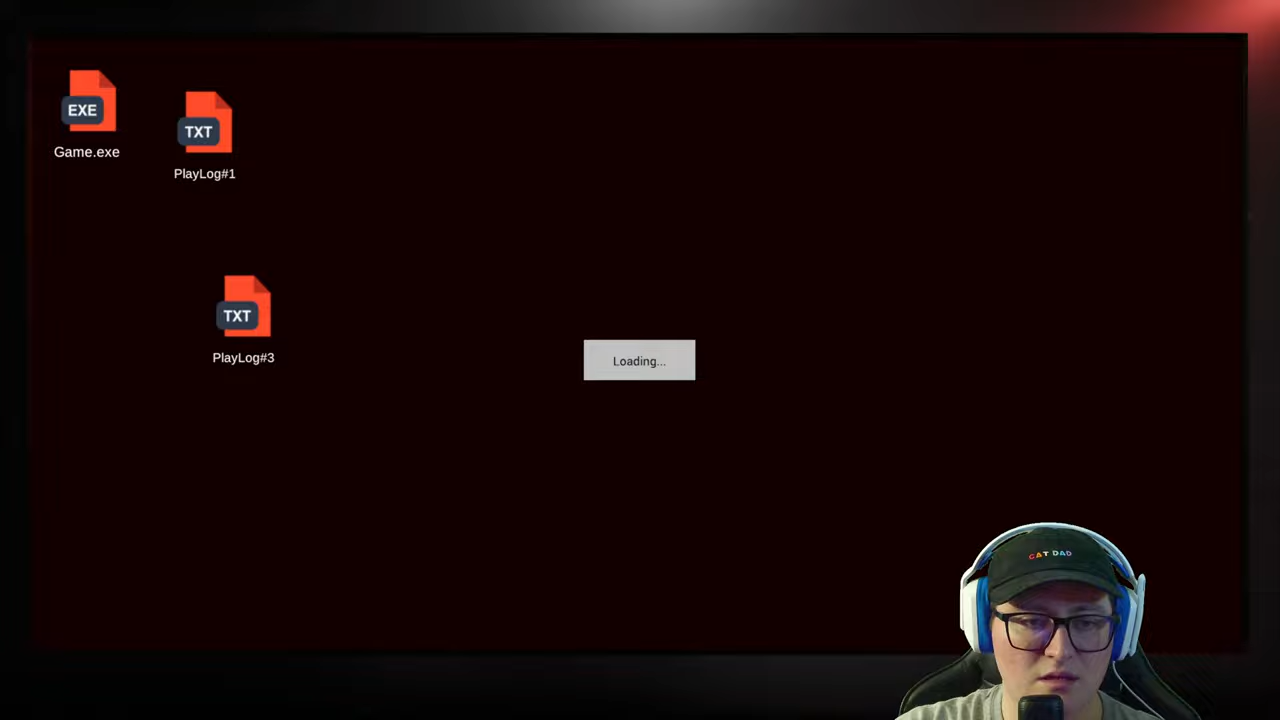 EXE
Game.exe
TXT
PlayLog#1
TXT
PlayLog#3
Loading...
CAT DAD